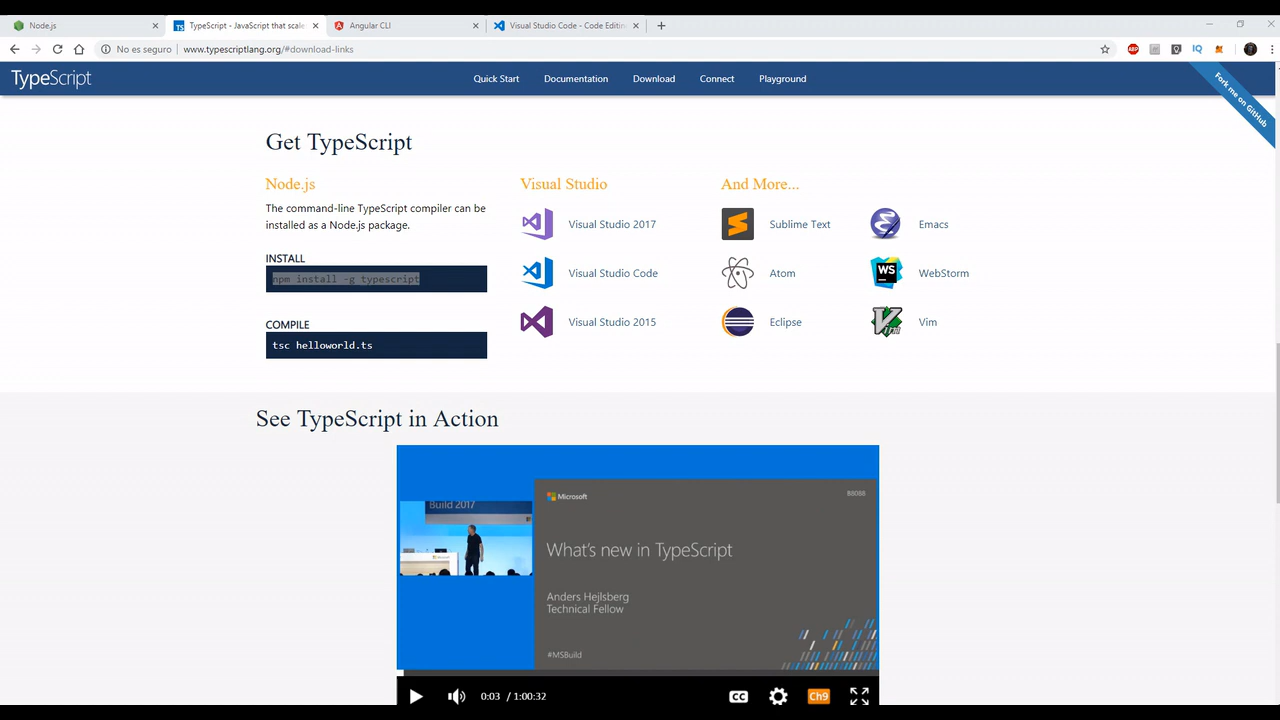 Node.js
TypeScript - JavaScript that scale
Angular CLI
Visual Studio Code - Code Editin
No es seguro
www.typescriptlang.org/#download-links
TypeScript
Quick Start
Documentation
Download
Connect
Playground
Fork me on GitHub
Get TypeScript
Node.js
The command-line TypeScript compiler can be
installed as a Node.js package.
INSTALL
npm install -g typescript
COMPILE
tsc helloworld.ts
Visual Studio
Visual Studio 2017
Visual Studio Code
Visual Studio 2015
And More...
Sublime Text
Emacs
Atom
WebStorm
Eclipse
Vim
See TypeScript in Action
Build 2017
Microsoft
B8088
What's new in TypeScript
Anders Hejlsberg
Technical Fellow
#MSBuild
0:03 / 1:00:32
CC
Ch9